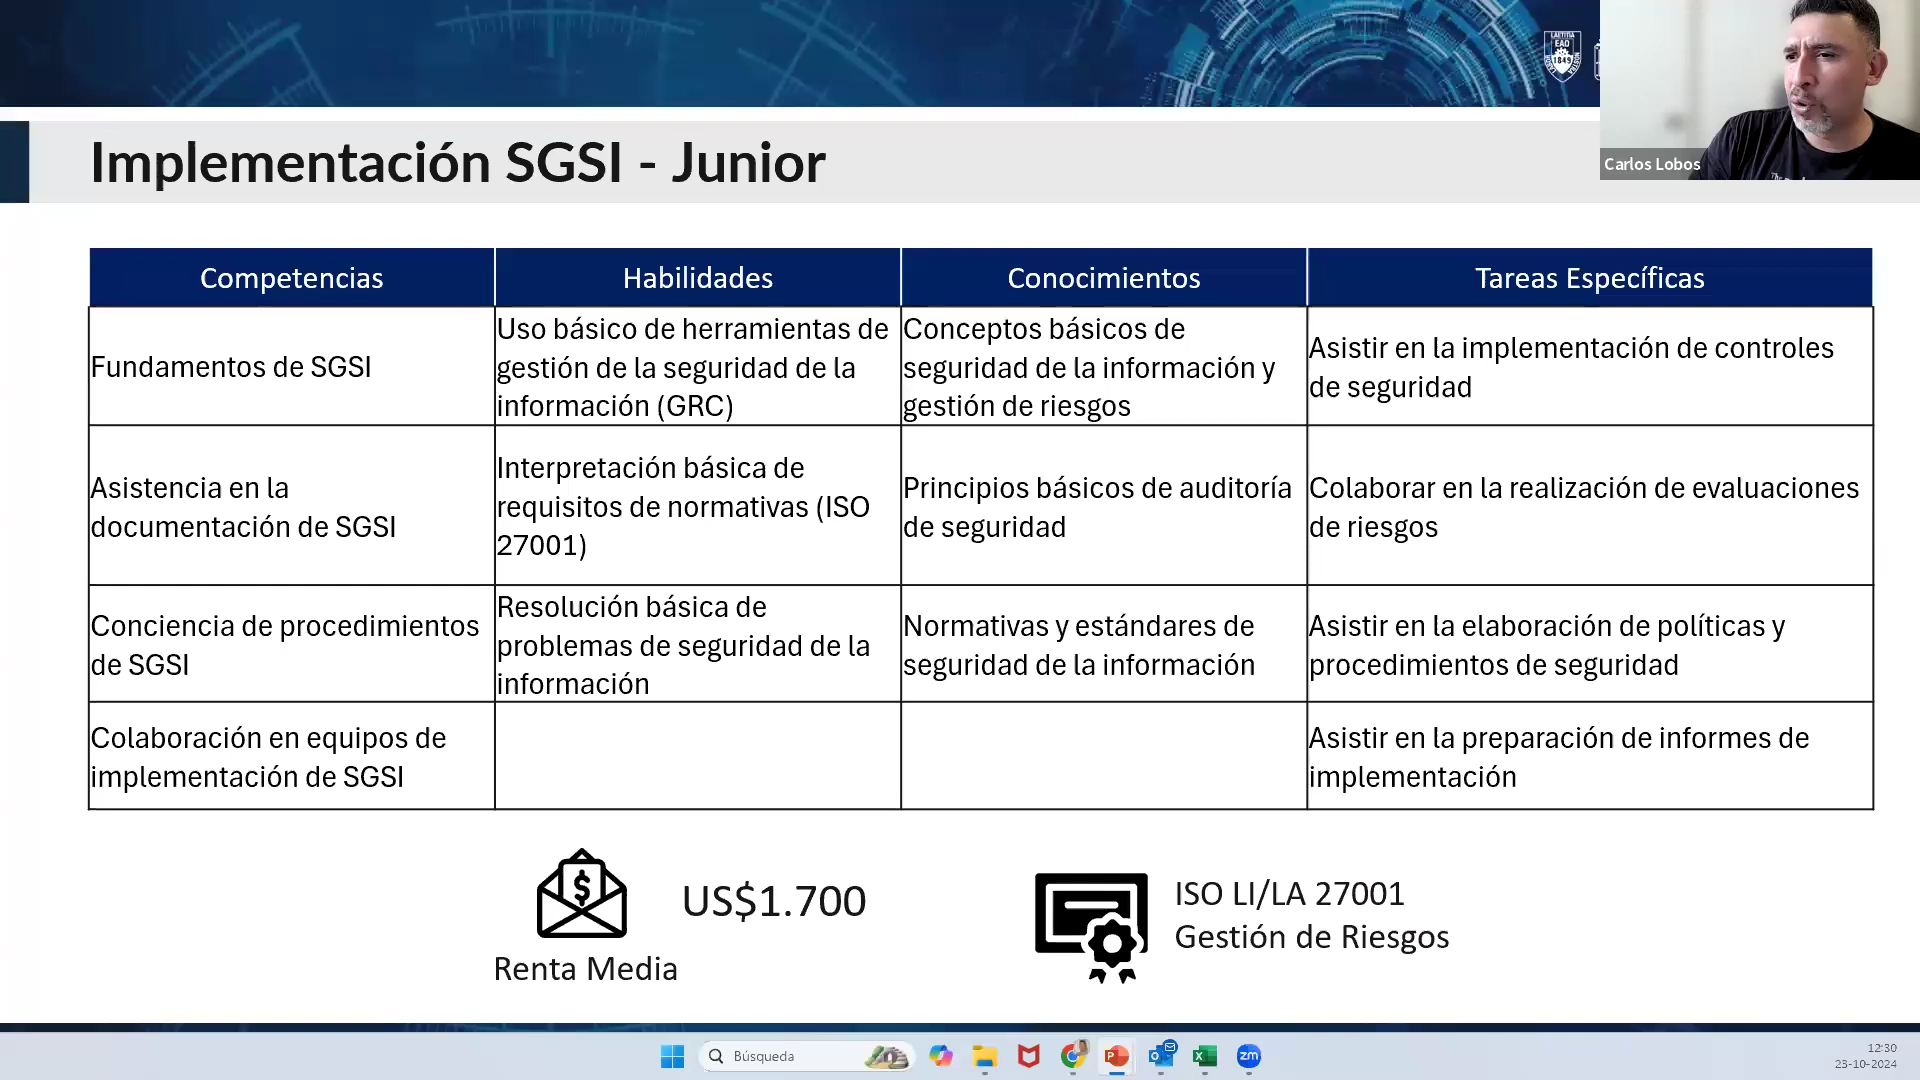 LAETITIA
EAD
1849
Carlos Lobos
Implementación SGSI - Junior
Competencias
Habilidades
Conocimientos
Tareas Específicas
Fundamentos de SGSI
Uso básico de herramientas de
gestión de la seguridad de la
información (GRC)
Conceptos básicos de
seguridad de la información y
gestión de riesgos
Asistir en la implementación de controles
de seguridad
Asistencia en la
documentación de SGSI
Interpretación básica de
requisitos de normativas (ISO
27001)
Principios básicos de auditoría
de seguridad
Colaborar en la realización de evaluaciones
de riesgos
Conciencia de procedimientos
de SGSI
Resolución básica de
problemas de seguridad de la
información
Normativas y estándares de
seguridad de la información
Asistir en la elaboración de políticas y
procedimientos de seguridad
Colaboración en equipos de
implementación de SGSI
Asistir en la preparación de informes de
implementación
US$1.700
Renta Media
ISO LI/LA 27001
Gestión de Riesgos
Búsqueda
zm
12:30
23-10-2024